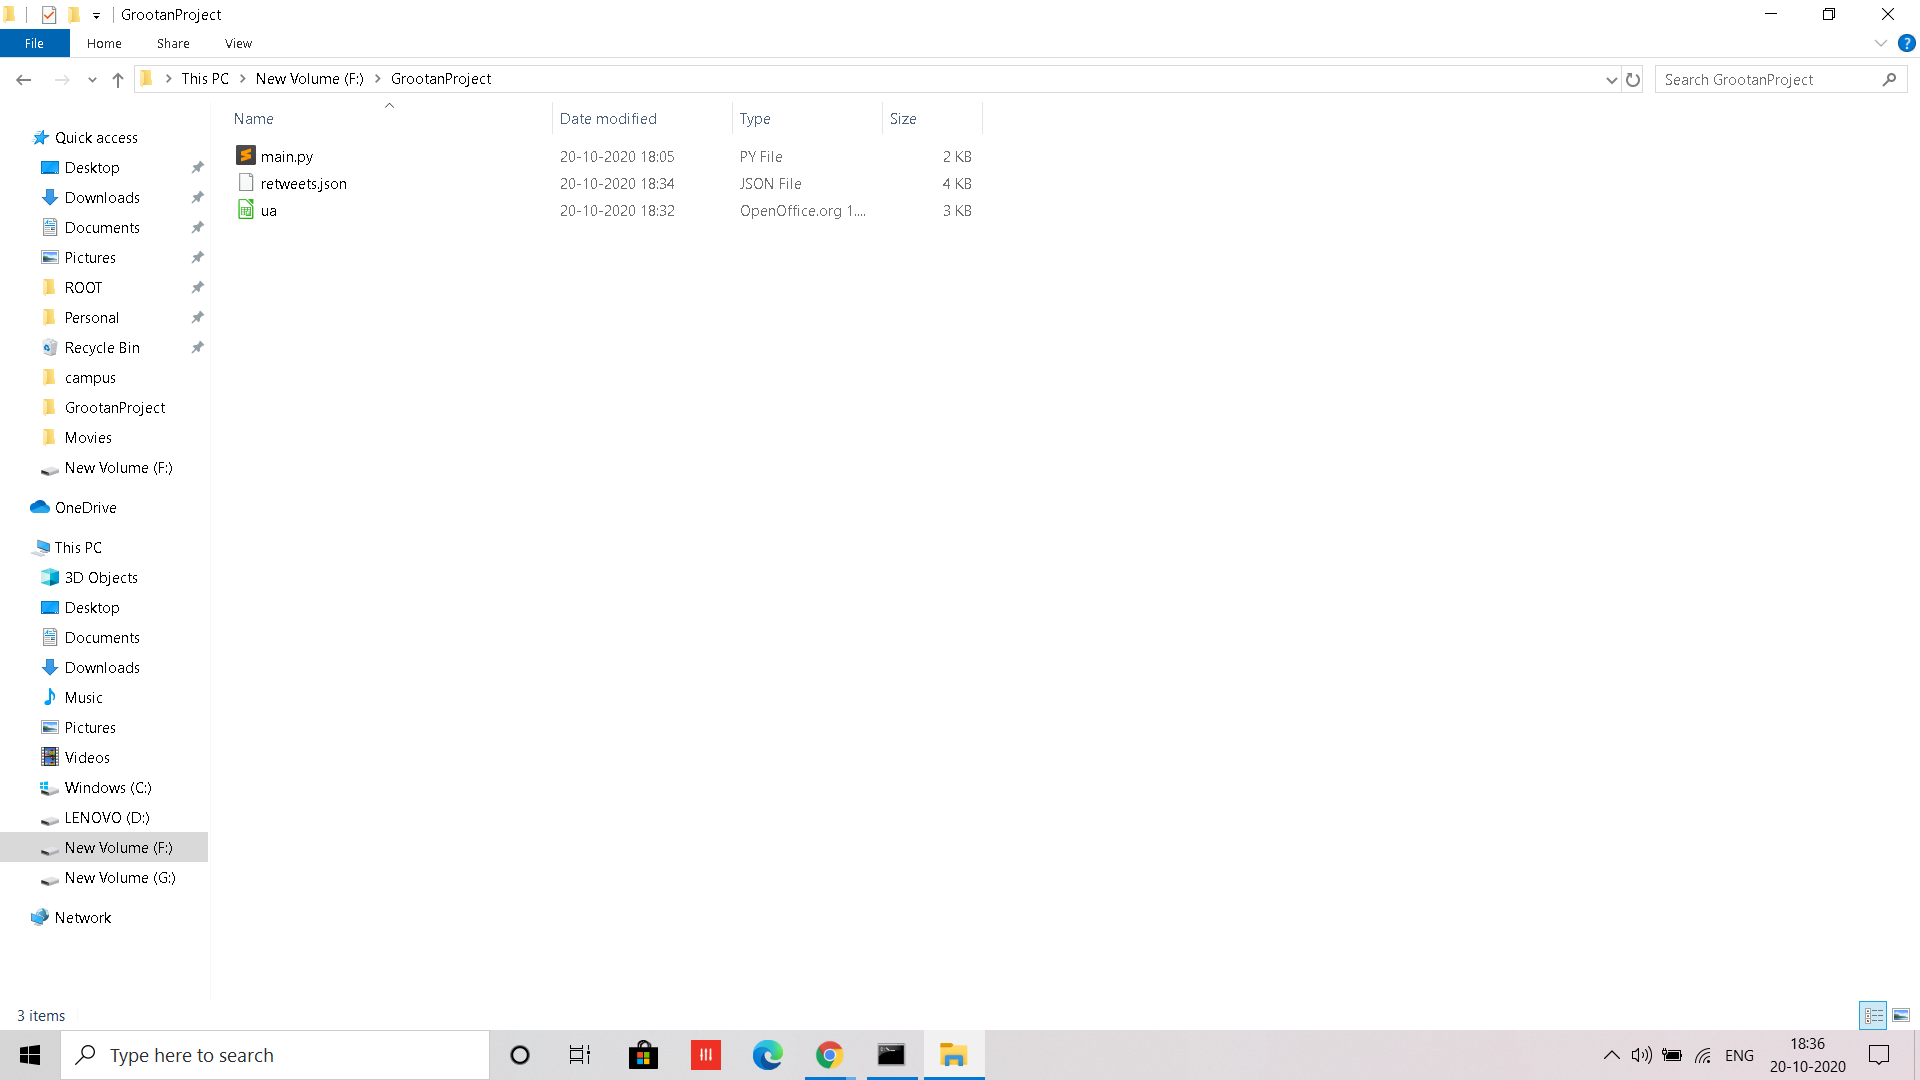 GrootanProject
File Home Share View
This PC New Volume (F:) GrootanProject
Search GrootanProject
Name Date modified Type Size
main.py 20-10-2020 18:05 PY File 2 KB
retweets.json 20-10-2020 18:34 JSON File 4 KB
ua 20-10-2020 18:32 OpenOffice.org 1.... 3 KB
Quick access
Desktop
Downloads
Documents
Pictures
ROOT
Personal
Recycle Bin
campus
GrootanProject
Movies
New Volume (F:)
OneDrive
This PC
3D Objects
Desktop
Documents
Downloads
Music
Pictures
Videos
Windows (C:)
LENOVO (D:)
New Volume (F:)
New Volume (G:)
Network
3 items
Type here to search
ENG
18:36
20-10-2020